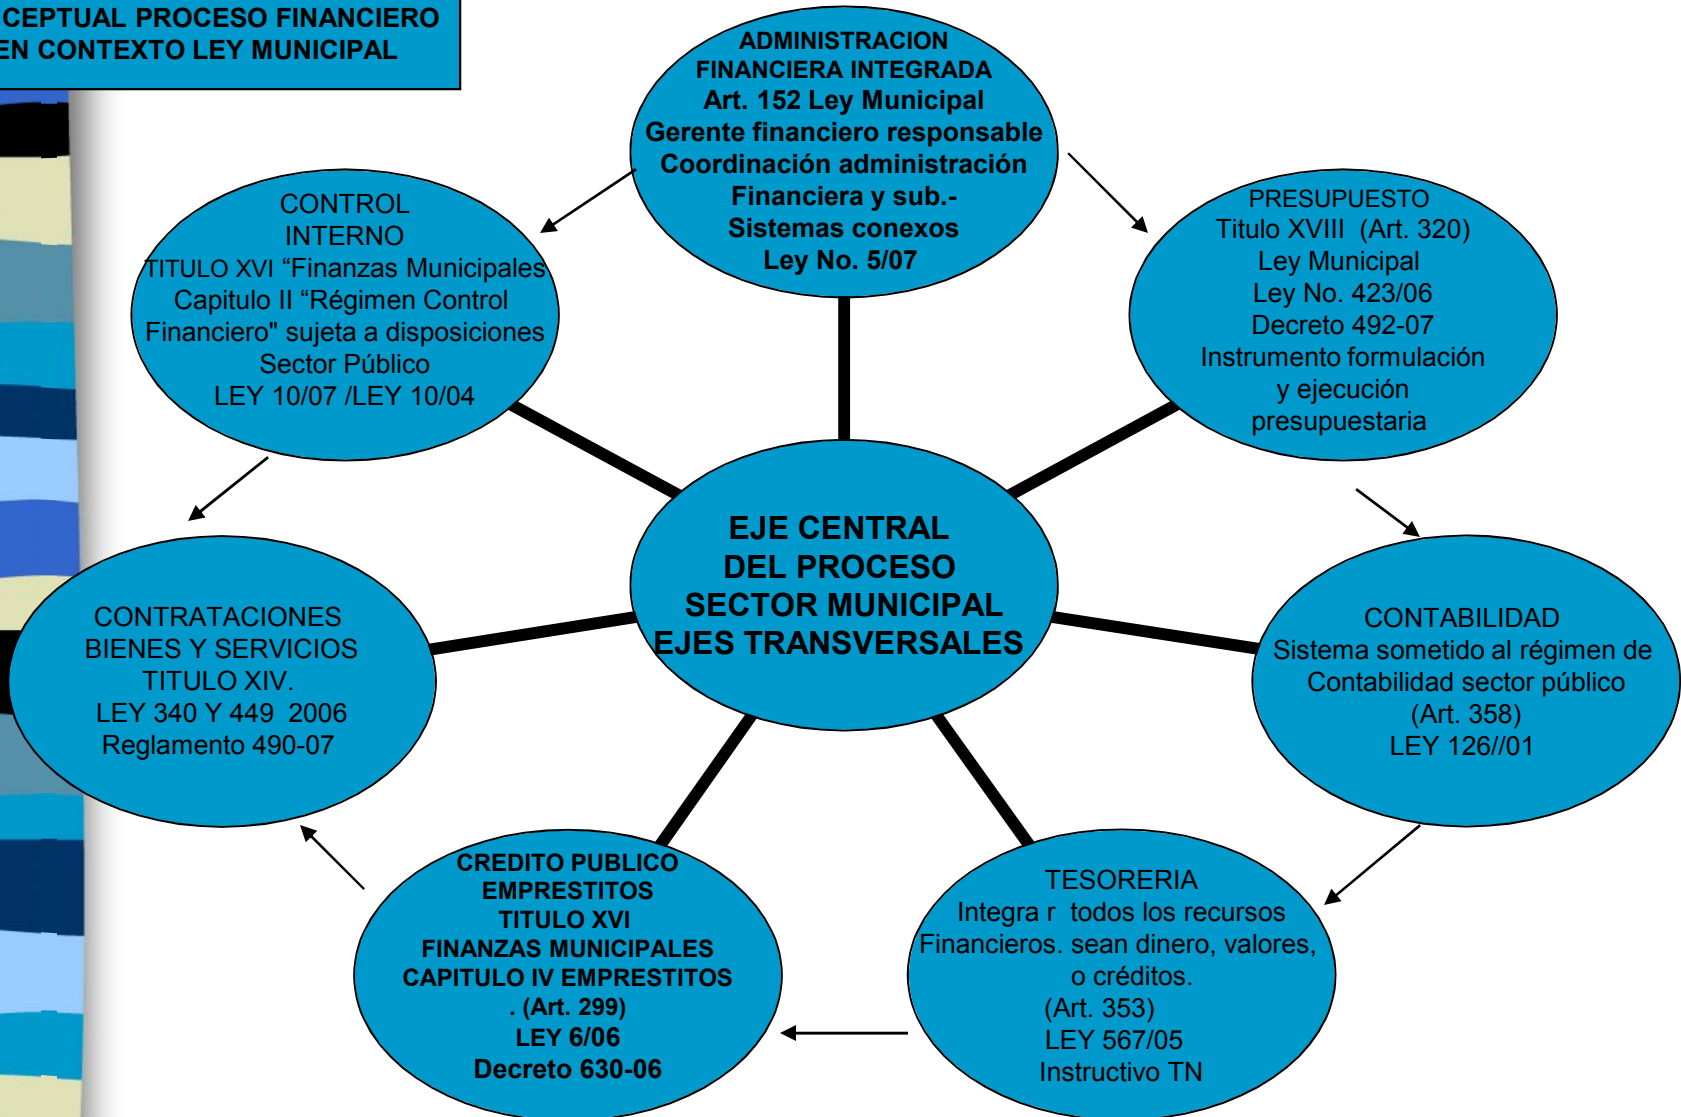 CEPTUAL PROCESO FINANCIERO
EN CONTEXTO LEY MUNICIPAL
ADMINISTRACION
FINANCIERA INTEGRADA
Art. 152 Ley Municipal
Gerente financiero responsable
Coordinación administración
Financiera y sub.-
Sistemas conexos
Ley No. 5/07
CONTROL
INTERNO
TITULO XVI “Finanzas Municipales
Capitulo II “Régimen Control
Financiero" sujeta a disposiciones
Sector Público
LEY 10/07 /LEY 10/04
PRESUPUESTO
Titulo XVIII (Art. 320)
Ley Municipal
Ley No. 423/06
Decreto 492-07
Instrumento formulación
y ejecución
presupuestaria
EJE CENTRAL
DEL PROCESO
SECTOR MUNICIPAL
EJES TRANSVERSALES
CONTRATACIONES
BIENES Y SERVICIOS
TITULO XIV.
LEY 340 Y 449 2006
Reglamento 490-07
CONTABILIDAD
Sistema sometido al régimen de
Contabilidad sector público
(Art. 358)
LEY 126//01
CREDITO PUBLICO
EMPRESTITOS
TITULO XVI
FINANZAS MUNICIPALES
CAPITULO IV EMPRESTITOS
. (Art. 299)
LEY 6/06
Decreto 630-06
TESORERIA
Integra r todos los recursos
Financieros. sean dinero, valores,
o créditos.
(Art. 353)
LEY 567/05
Instructivo TN